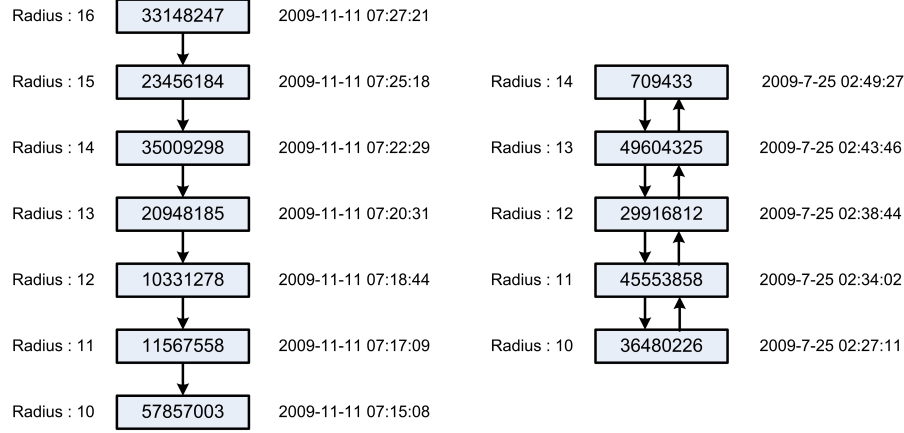 Radius : 16 33148247 2009-11-11 07:27:21
Radius : 15 23456184 2009-11-11 07:25:18
Radius : 14 35009298 2009-11-11 07:22:29
Radius : 13 20948185 2009-11-11 07:20:31
Radius : 12 10331278 2009-11-11 07:18:44
Radius : 11 11567558 2009-11-11 07:17:09
Radius : 10 57857003 2009-11-11 07:15:08
Radius : 14 709433 2009-7-25 02:49:27
Radius : 13 49604325 2009-7-25 02:43:46
Radius : 12 29916812 2009-7-25 02:38:44
Radius : 11 45553858 2009-7-25 02:34:02
Radius : 10 36480226 2009-7-25 02:27:11